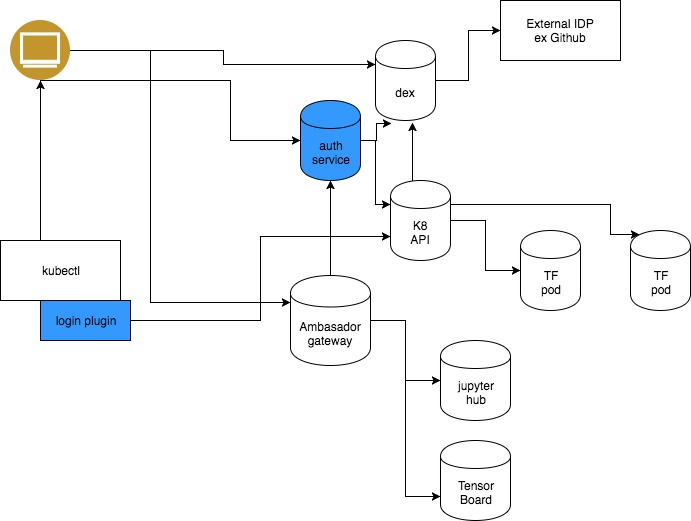 External IDP
ex Github
dex
auth
service
K8
API
kubectl
TF
pod
TF
pod
login plugin
Ambasador
gateway
jupyter
hub
Tensor
Board